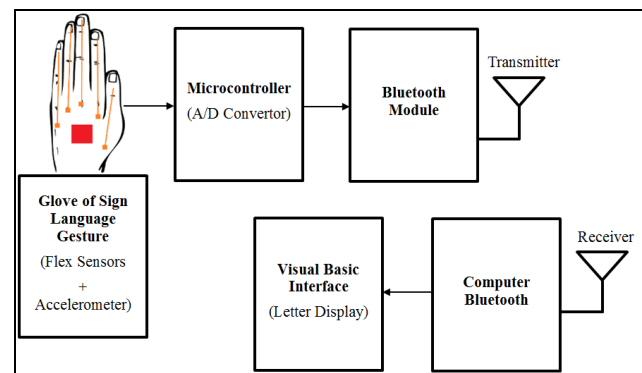 Microcontroller
(A/D Convertor)
Bluetooth
Module
Transmitter
Glove of Sign
Language
Gesture
(Flex Sensors
+
Accelerometer)
Visual Basic
Interface
(Letter Display)
Computer
Bluetooth
Receiver